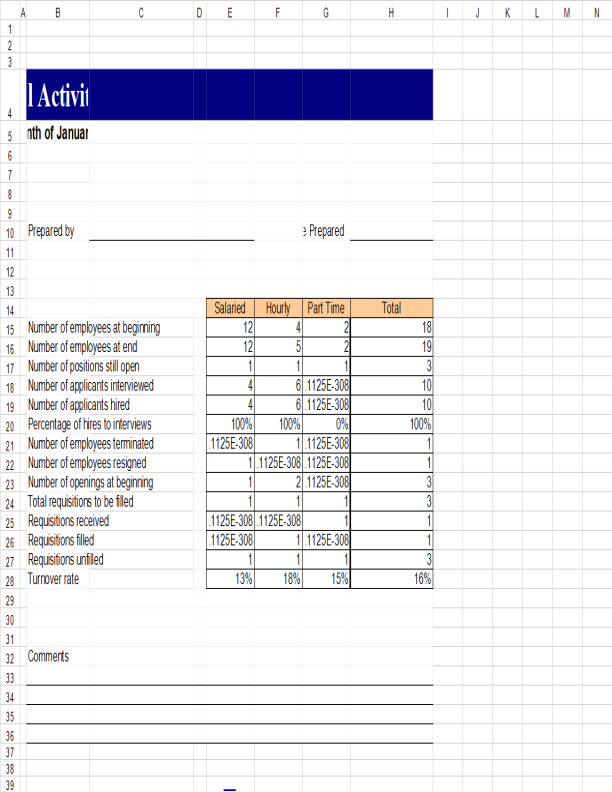 A B C D E F G H I J K L M N
1
2
3
4 l Activit
5 nth of Januar
6
7
8
9
10 Prepared by e Prepared
11
12
13
14 Salaried Hourly Part Time Total
15 Number of employees at beginning 12 4 2 18
16 Number of employees at end 12 5 2 19
17 Number of positions still open 1 1 1 3
18 Number of applicants interviewed 4 6 .1125E-308 10
19 Number of applicants hired 4 6 .1125E-308 10
20 Percentage of hires to interviews 100% 100% 0% 100%
21 Number of employees terminated .1125E-308 1 .1125E-308 1
22 Number of employees resigned 1 .1125E-308 .1125E-308 1
23 Number of openings at beginning 1 2 .1125E-308 3
24 Total requisitions to be filled 1 1 1 3
25 Requisitions received .1125E-308 .1125E-308 1 1
26 Requisitions filled .1125E-308 1 .1125E-308 1
27 Requisitions unfilled 1 1 1 3
28 Turnover rate 13% 18% 15% 16%
29
30
31
32 Comments
33
34
35
36
37
38
39